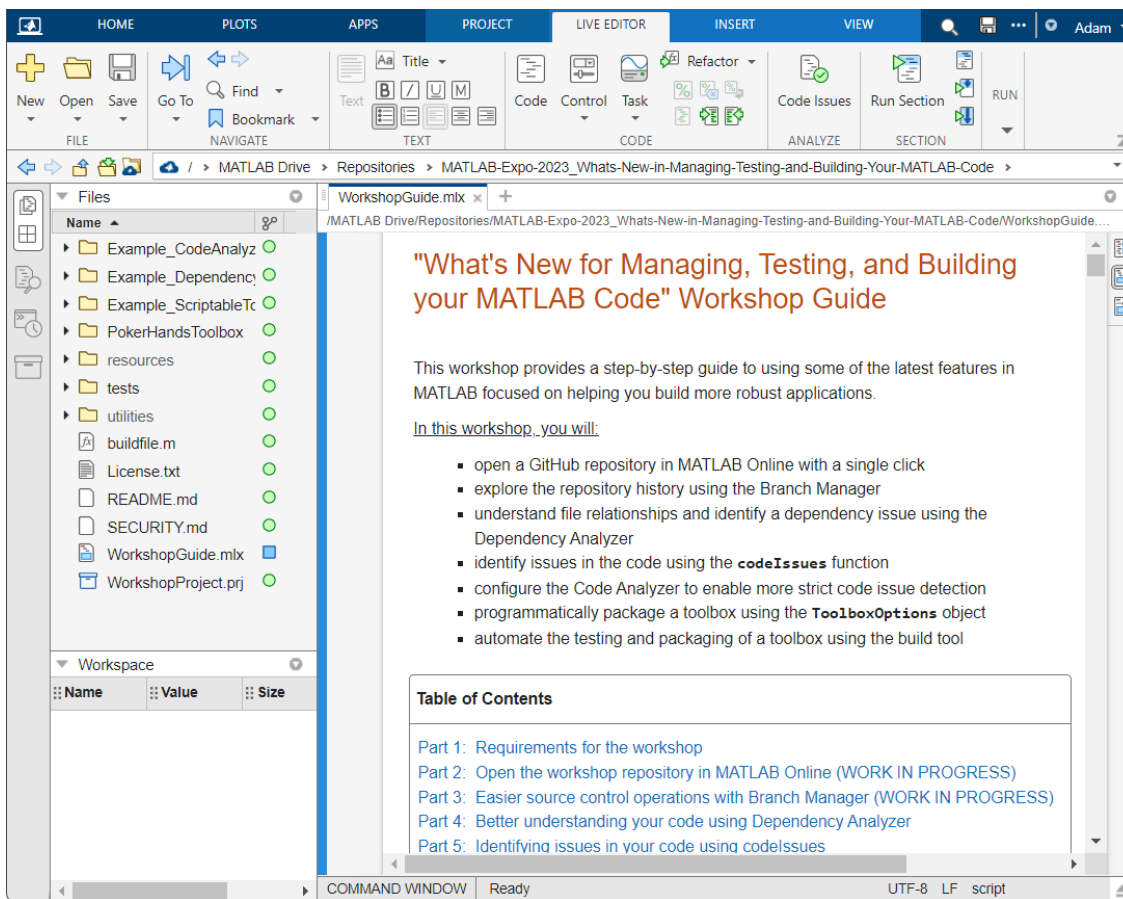 HOME PLOTS APPS PROJECT LIVE EDITOR INSERT VIEW Adam
New Open Save Go To Find Bookmark Text Aa Title B I U M Code Control Task Refactor Code Issues Run Section RUN
FILE NAVIGATE TEXT CODE ANALYZE SECTION
/ > MATLAB Drive > Repositories > MATLAB-Expo-2023_Whats-New-in-Managing-Testing-and-Building-Your-MATLAB-Code >
Files
Name
Example_CodeAnalyz
Example_Dependency
Example_ScriptableTo
PokerHandsToolbox
resources
tests
utilities
buildfile.m
License.txt
README.md
SECURITY.md
WorkshopGuide.mlx
WorkshopProject.prj
Workspace
Name Value Size
WorkshopGuide.mlx × +
/MATLAB Drive/Repositories/MATLAB-Expo-2023_Whats-New-in-Managing-Testing-and-Building-Your-MATLAB-Code/WorkshopGuide....
"What's New for Managing, Testing, and Building
your MATLAB Code" Workshop Guide
This workshop provides a step-by-step guide to using some of the latest features in
MATLAB focused on helping you build more robust applications.
In this workshop, you will:
▪ open a GitHub repository in MATLAB Online with a single click
▪ explore the repository history using the Branch Manager
▪ understand file relationships and identify a dependency issue using the
Dependency Analyzer
▪ identify issues in the code using the codeIssues function
▪ configure the Code Analyzer to enable more strict code issue detection
▪ programmatically package a toolbox using the ToolboxOptions object
▪ automate the testing and packaging of a toolbox using the build tool
Table of Contents
Part 1: Requirements for the workshop
Part 2: Open the workshop repository in MATLAB Online (WORK IN PROGRESS)
Part 3: Easier source control operations with Branch Manager (WORK IN PROGRESS)
Part 4: Better understanding your code using Dependency Analyzer
Part 5: Identifying issues in your code using codeIssues
COMMAND WINDOW Ready UTF-8 LF script